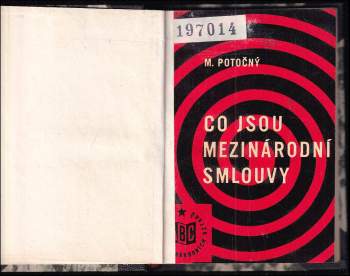 197014
M. POTOČNÝ
CO JSOU
MEZINÁRODNÍ
SMLOUVY
ABC